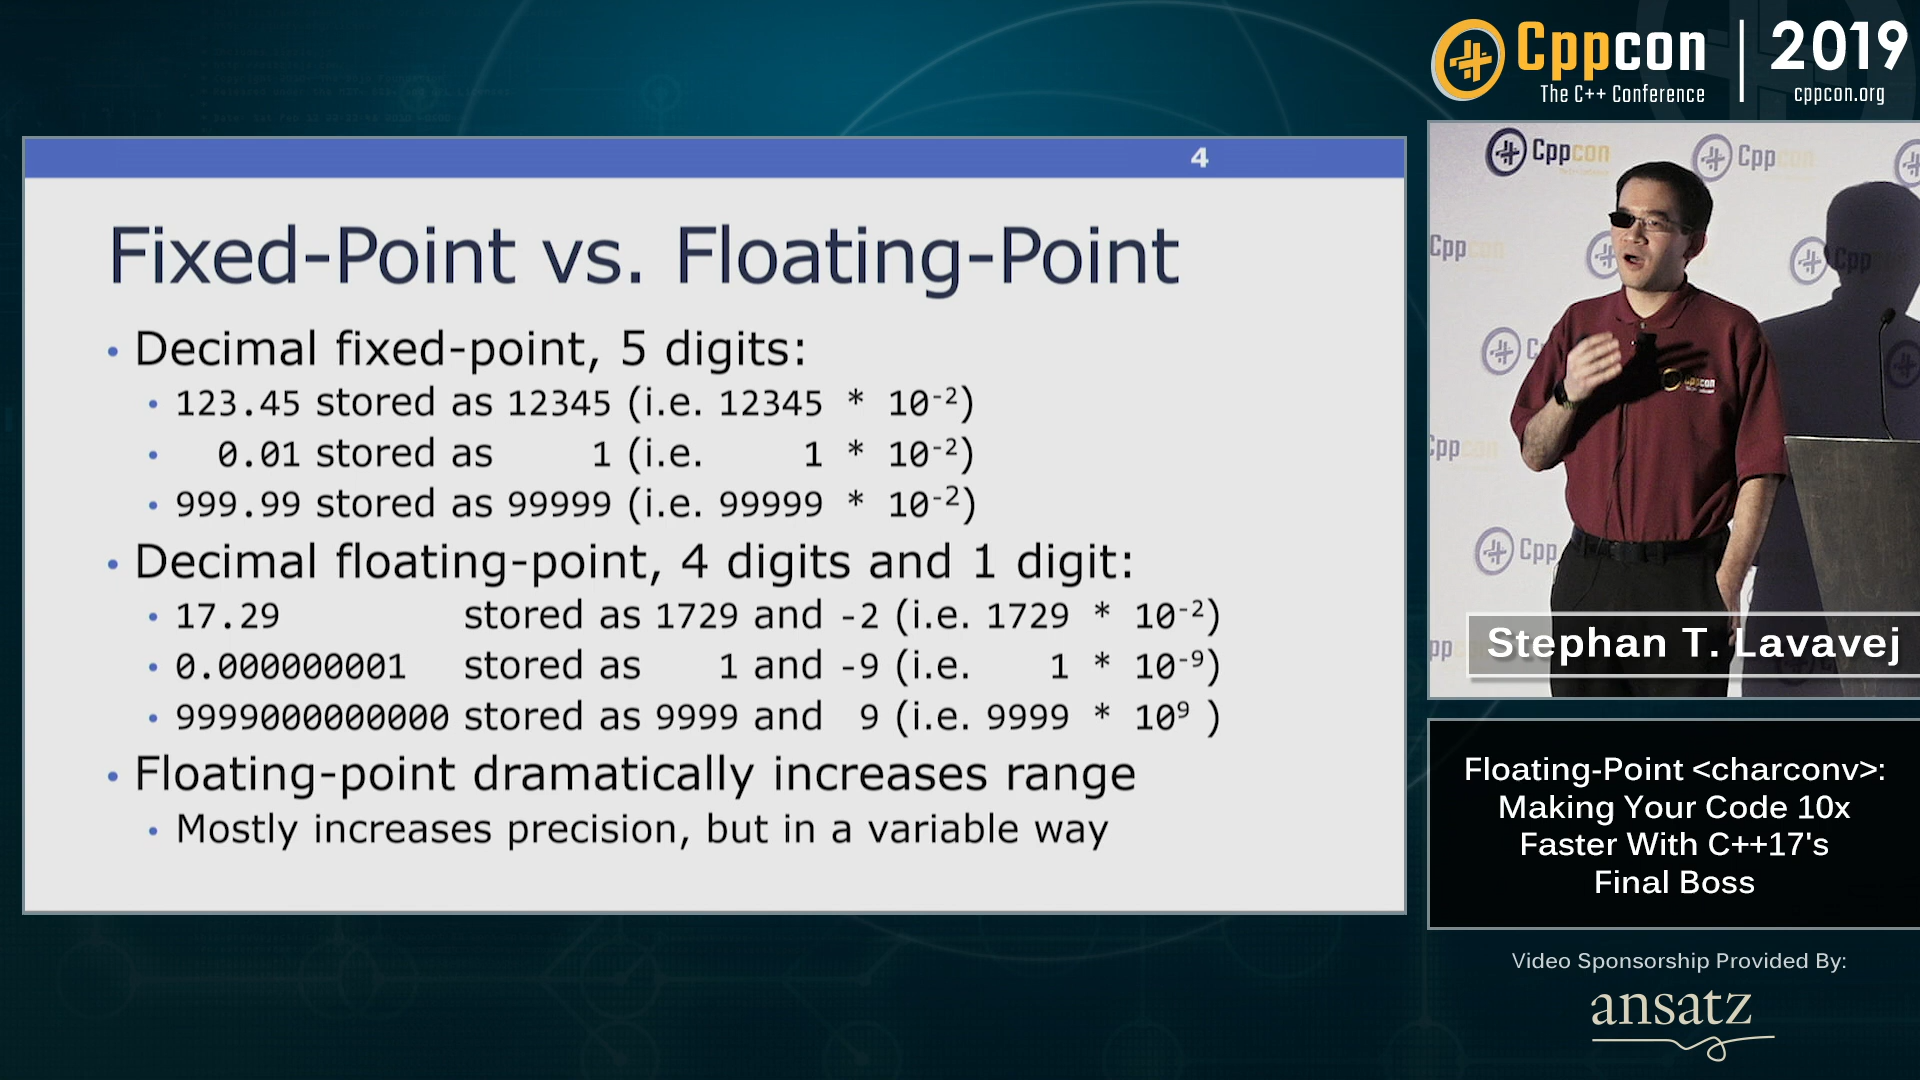 Cppcon
The C++ Conference
2019
cppcon.org
4
Fixed-Point vs. Floating-Point
• Decimal fixed-point, 5 digits:
• 123.45 stored as 12345 (i.e. 12345 * 10⁻²)
• 0.01 stored as 1 (i.e. 1 * 10⁻²)
• 999.99 stored as 99999 (i.e. 99999 * 10⁻²)
• Decimal floating-point, 4 digits and 1 digit:
• 17.29 stored as 1729 and -2 (i.e. 1729 * 10⁻²)
• 0.000000001 stored as 1 and -9 (i.e. 1 * 10⁻⁹)
• 9999000000000 stored as 9999 and 9 (i.e. 9999 * 10⁹ )
• Floating-point dramatically increases range
• Mostly increases precision, but in a variable way
Cppcon
Cppcon
Cppcon
Cppcon
Stephan T. Lavavej
Floating-Point <charconv>:
Making Your Code 10x
Faster With C++17's
Final Boss
Video Sponsorship Provided By:
ansatz